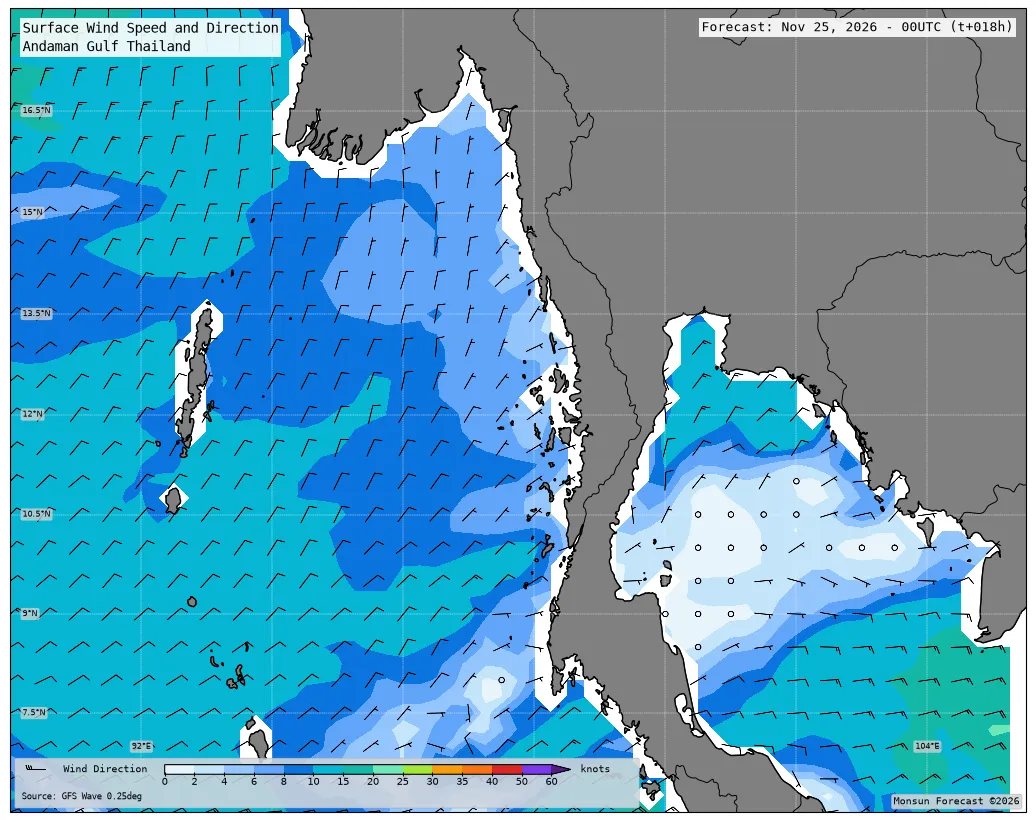 Surface Wind Speed and Direction
Andaman Gulf Thailand
Forecast: Nov 25, 2026 - 00UTC (t+018h)
16.5°N
15°N
13.5°N
12°N
10.5°N
9°N
7.5°N
92°E
104°E
Wind Direction
knots
0 2 4 6 8 10 15 20 25 30 35 40 50 60
Source: GFS Wave 0.25deg
Monsun Forecast ©2026